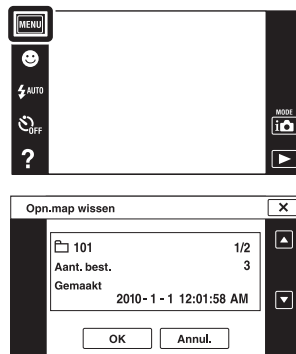 MENU
AUTO
OFF
MODE
i
?
Opn.map wissen
101 1/2
Aant. best. 3
Gemaakt
2010 - 1 - 1 12:01:58 AM
OK Annul.